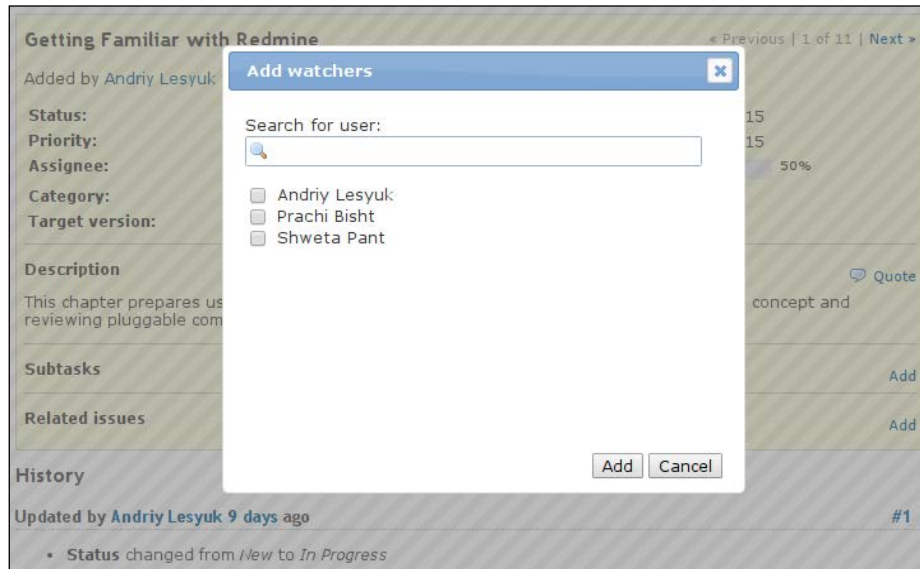 Getting Familiar with Redmine
« Previous | 1 of 11 | Next »
Added by Andriy Lesyuk
Add watchers
Search for user:
Andriy Lesyuk
Prachi Bisht
Shweta Pant
Add Cancel
Status:
15
Priority:
15
Assignee:
50%
Category:
Target version:
Description
Quote
This chapter prepares us
concept and
reviewing pluggable com
Subtasks
Add
Related issues
Add
History
Updated by Andriy Lesyuk 9 days ago
#1
• Status changed from New to In Progress